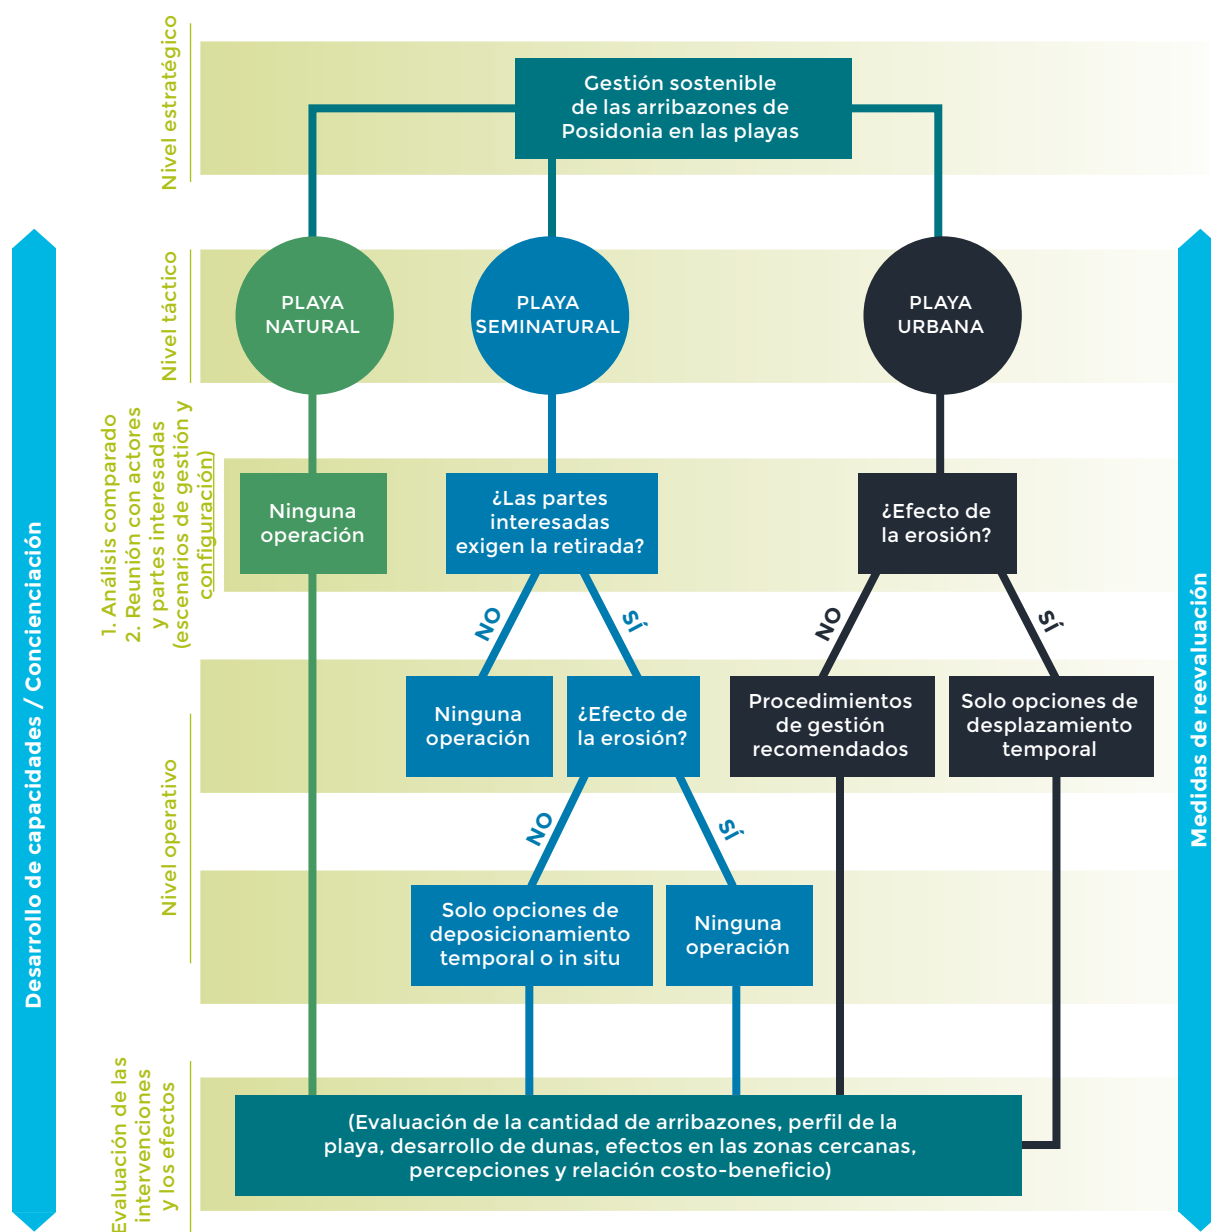 Nivel estratégico
Gestión sostenible
de las arribazones de
Posidonia en las playas
Nivel táctico
PLAYA
NATURAL
PLAYA
SEMINATURAL
PLAYA
URBANA
1. Análisis comparado
2. Reunión con actores
y partes interesadas
(escenarios de gestión y
configuración)
Ninguna
operación
¿Las partes
interesadas
exigen la retirada?
¿Efecto de
la erosión?
NO
SÍ
NO
SÍ
Nivel operativo
Ninguna
operación
¿Efecto de
la erosión?
Procedimientos
de gestión
recomendados
Solo opciones de
desplazamiento
temporal
NO
SÍ
Solo opciones de
deposicionamiento
temporal o in situ
Ninguna
operación
Evaluación de las
intervenciones
y los efectos
(Evaluación de la cantidad de arribazones, perfil de la
playa, desarrollo de dunas, efectos en las zonas cercanas,
percepciones y relación costo-beneficio)
Desarrollo de capacidades / Concienciación
Medidas de reevaluación